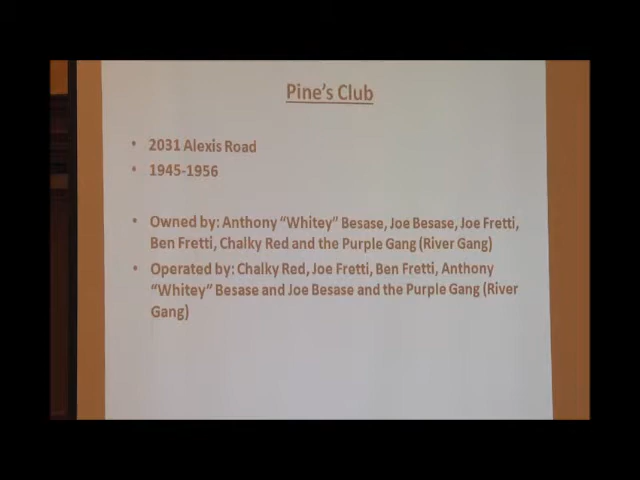 Pine's Club
• 2031 Alexis Road
• 1945-1956
• Owned by: Anthony "Whitey" Besase, Joe Besase, Joe Fretti,
Ben Fretti, Chalky Red and the Purple Gang (River Gang)
• Operated by: Chalky Red, Joe Fretti, Ben Fretti, Anthony
"Whitey" Besase and Joe Besase and the Purple Gang (River
Gang)